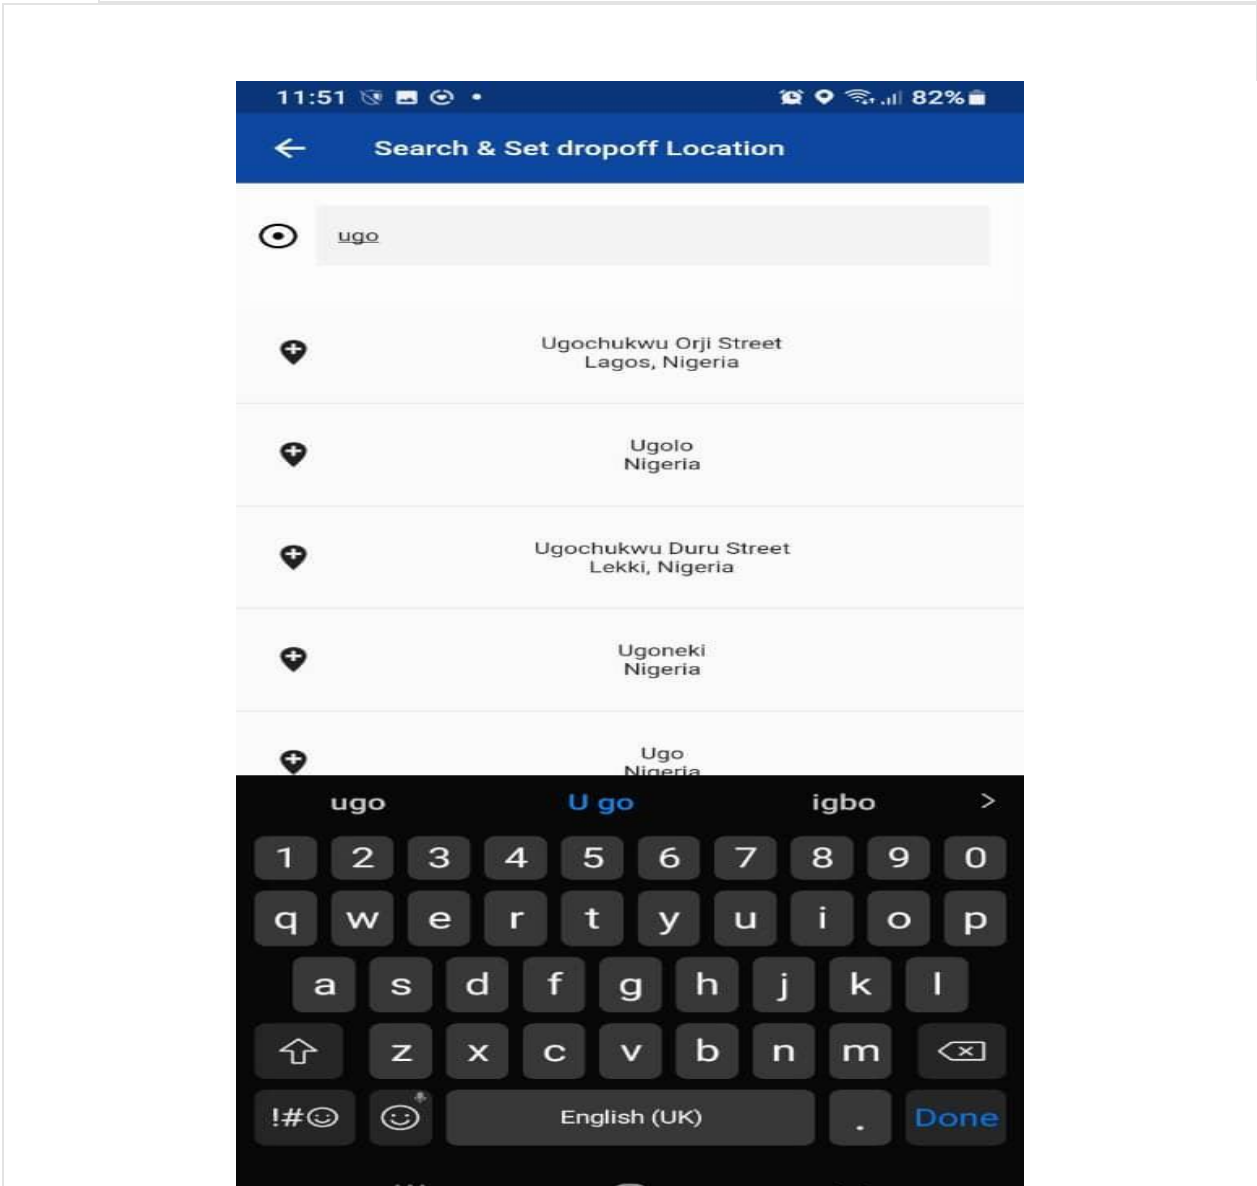 11:51
82%
Search & Set dropoff Location
ugo
Ugochukwu Orji Street
Lagos, Nigeria
Ugolo
Nigeria
Ugochukwu Duru Street
Lekki, Nigeria
Ugoneki
Nigeria
Ugo
Nigeria
ugo U go igbo >
1 2 3 4 5 6 7 8 9 0
q w e r t y u i o p
a s d f g h j k l
z x c v b n m
!#☺ English (UK) . Done